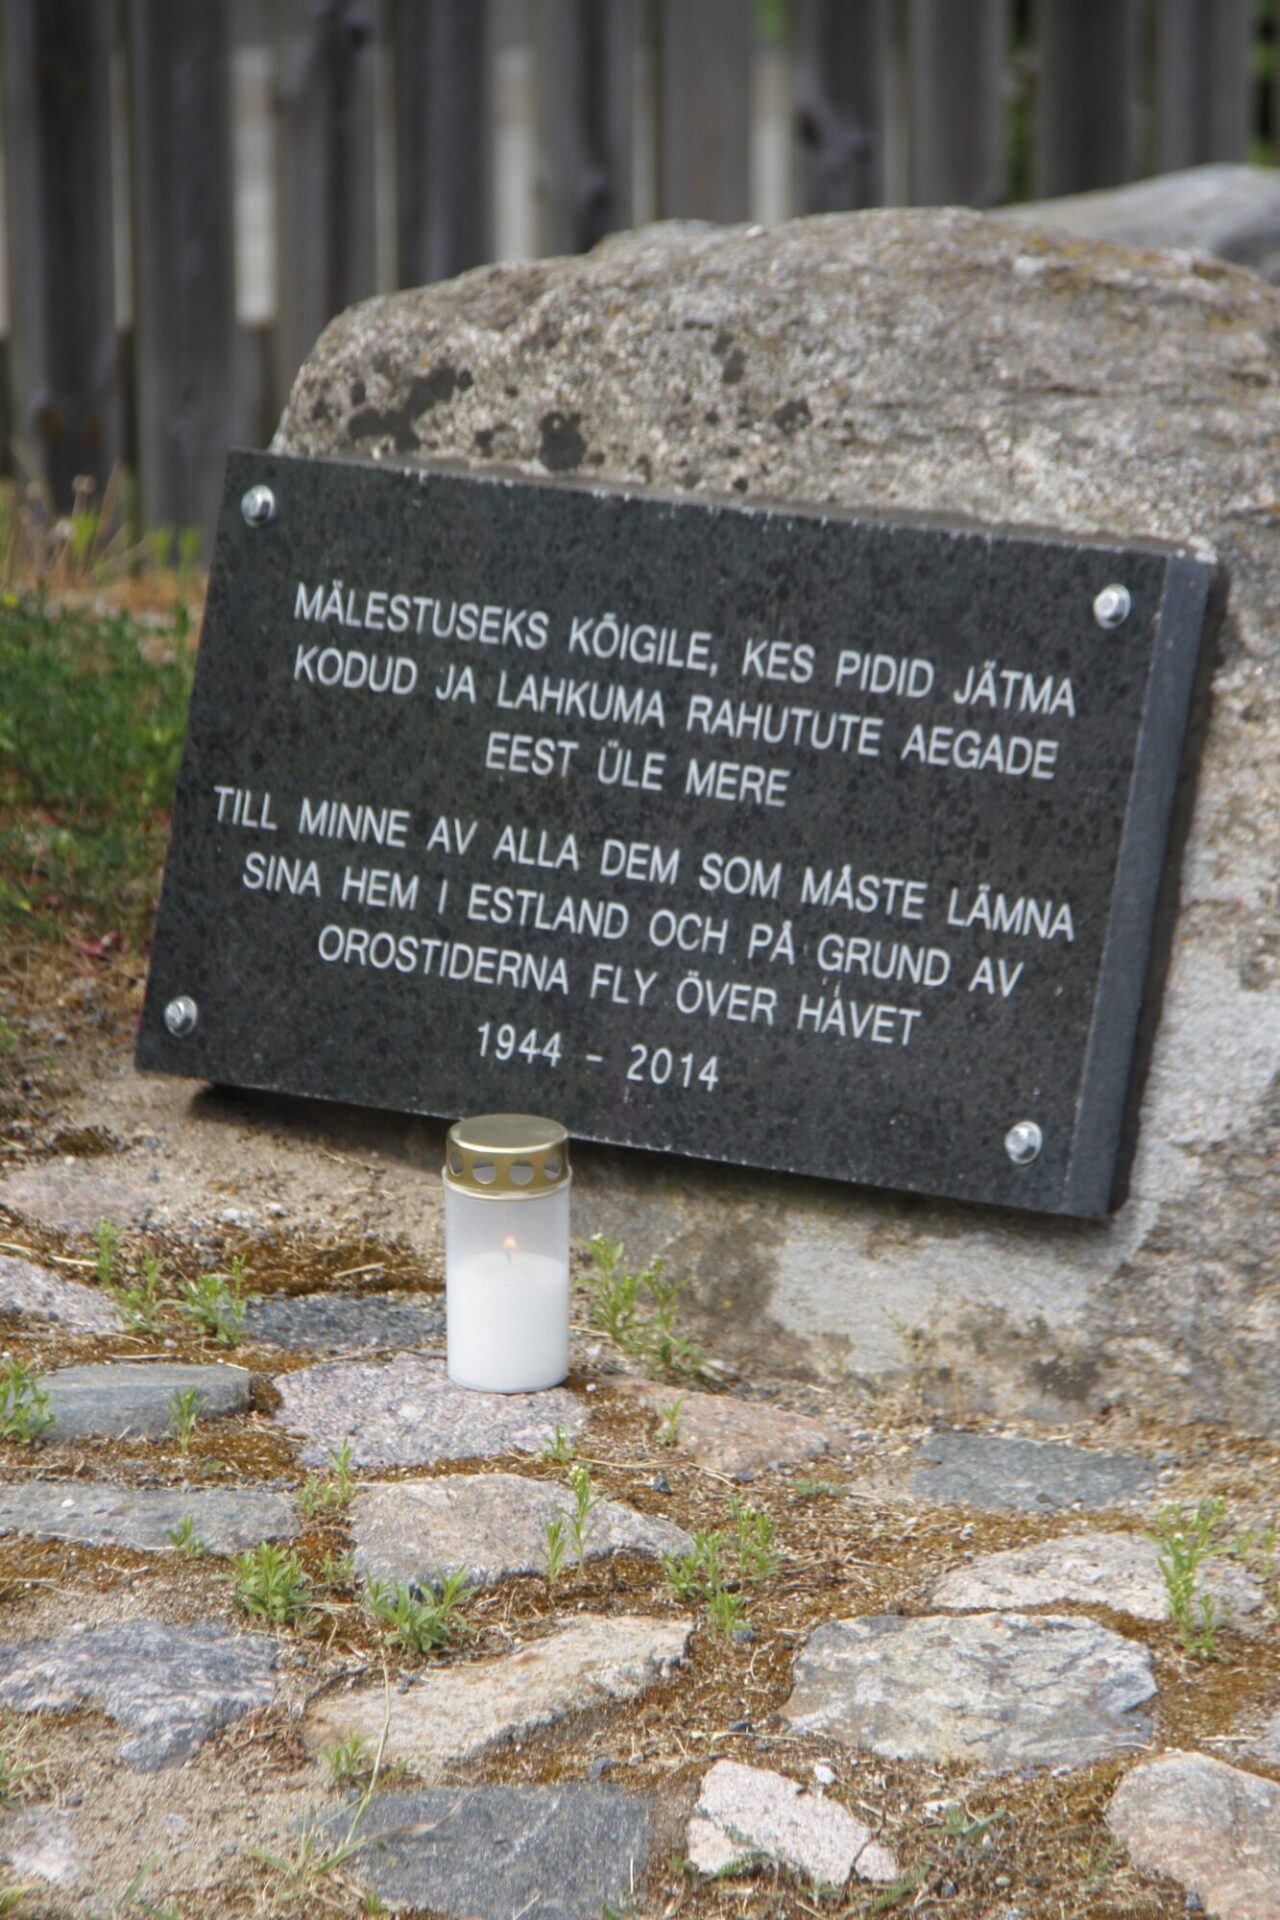 MÄLESTUSEKS KÕIGILE, KES PIDID JÄTMA
KODUD JA LAHKUMA RAHUTUTE AEGADE
EEST ÜLE MERE
TILL MINNE AV ALLA DEM SOM MÅSTE LÄMNA
SINA HEM I ESTLAND OCH PÅ GRUND AV
OROSTIDERNA FLY ÖVER HAVET
1944 - 2014